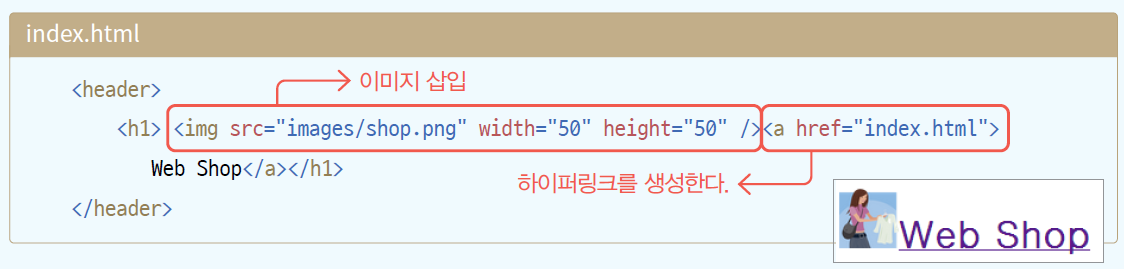 index.html
<header>
이미지 삽입
<h1> <img src="images/shop.png" width="50" height="50" /><a href="index.html">
Web Shop</a></h1>
하이퍼링크를 생성한다.
</header>
Web Shop